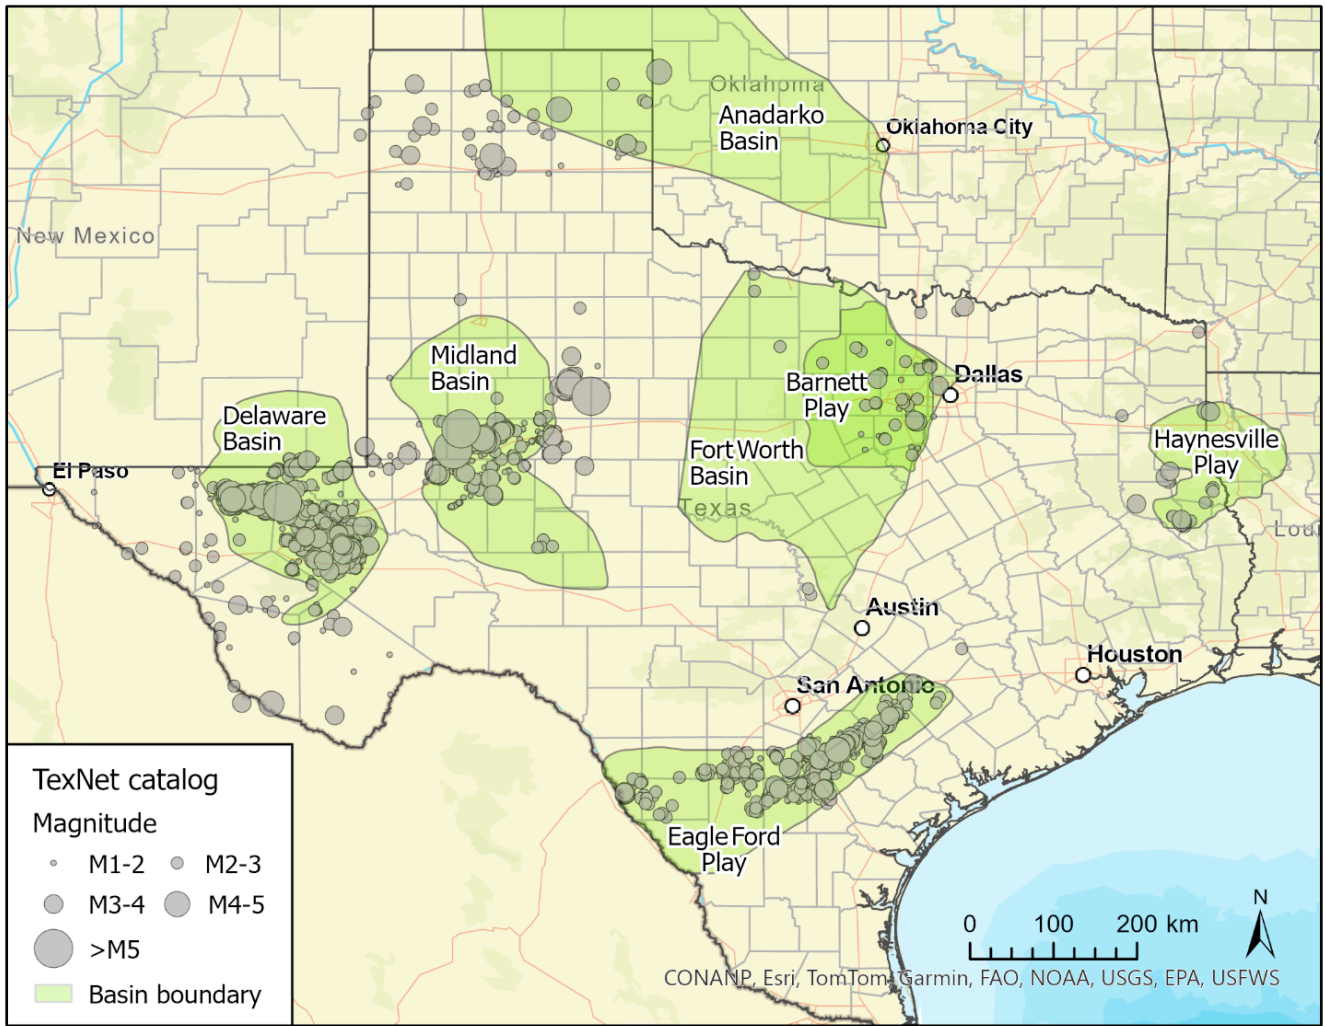 Oklahoma
Anadarko
Basin
Oklahoma City
New Mexico
Midland
Basin
Delaware
Basin
El Paso
Barnett
Play
Dallas
Fort Worth
Basin
Texas
Haynesville
Play
Loui
Austin
Houston
San Antonio
Eagle Ford
Play
TexNet catalog
Magnitude
M1-2
M2-3
M3-4
M4-5
>M5
Basin boundary
N
0 100 200 km
CONANP, Esri, TomTom, Garmin, FAO, NOAA, USGS, EPA, USFWS